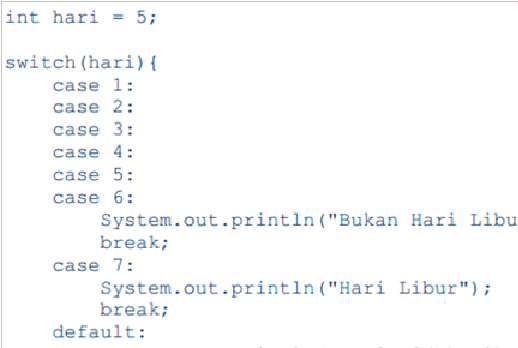 int hari = 5;
switch(hari){
case 1:
case 2:
case 3:
case 4:
case 5:
case 6:
System.out.println("Bukan Hari Libu
break;
case 7:
System.out.println("Hari Libur");
break;
default: